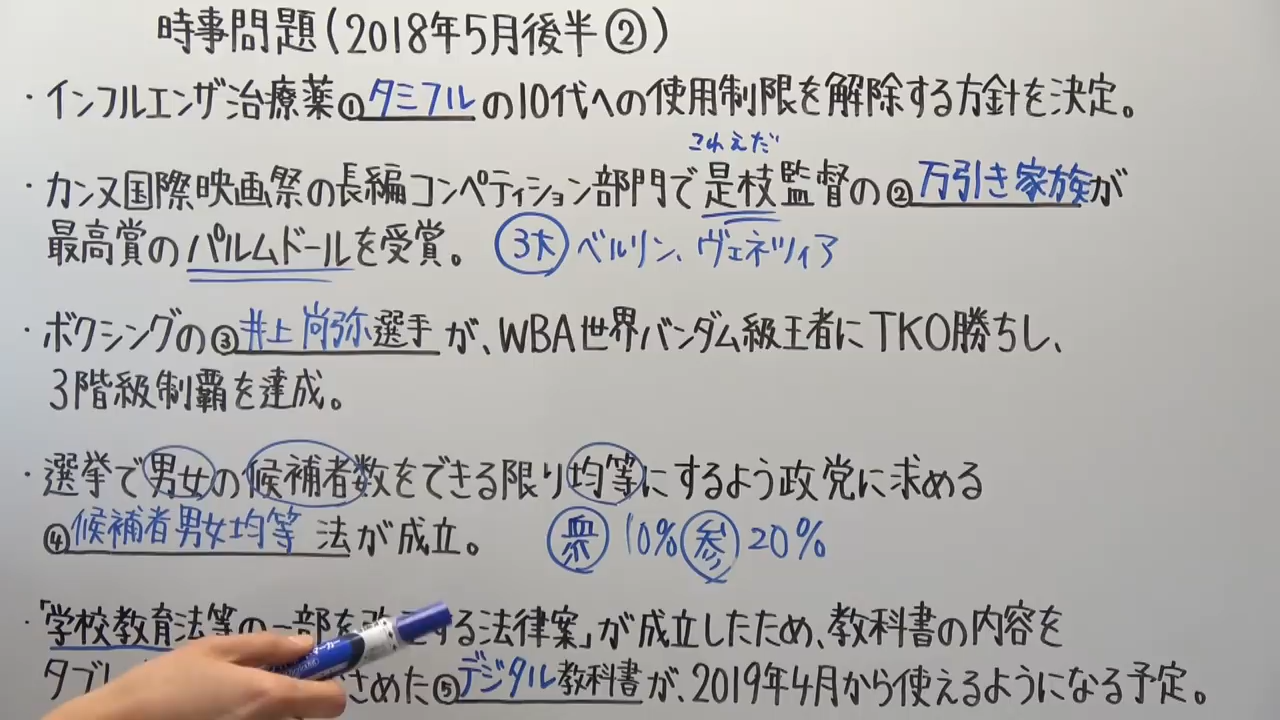 時事問題(2018年5月後半②)
・インフルエンザ治療薬①タミフルの10代への使用制限を解除する方針を決定。
これえだ
・カンヌ国際映画祭の長編コンペティション部門で是枝監督の②万引き家族が
最高賞のパルムドールを受賞。 3大 ベルリン、ヴェネツィア
・ボクシングの③井上尚弥選手が、WBA世界バンダム級王者にTKO勝ちし、
3階級制覇を達成。
・選挙で男女の候補者数をできる限り均等にするよう政党に求める
④候補者男女均等法が成立。 衆 10% 参 20%
・「学校教育法等の一部を改正する法律案」が成立したため、教科書の内容を
タブレ さめた⑤デジタル教科書が、2019年4月から使えるようになる予定。